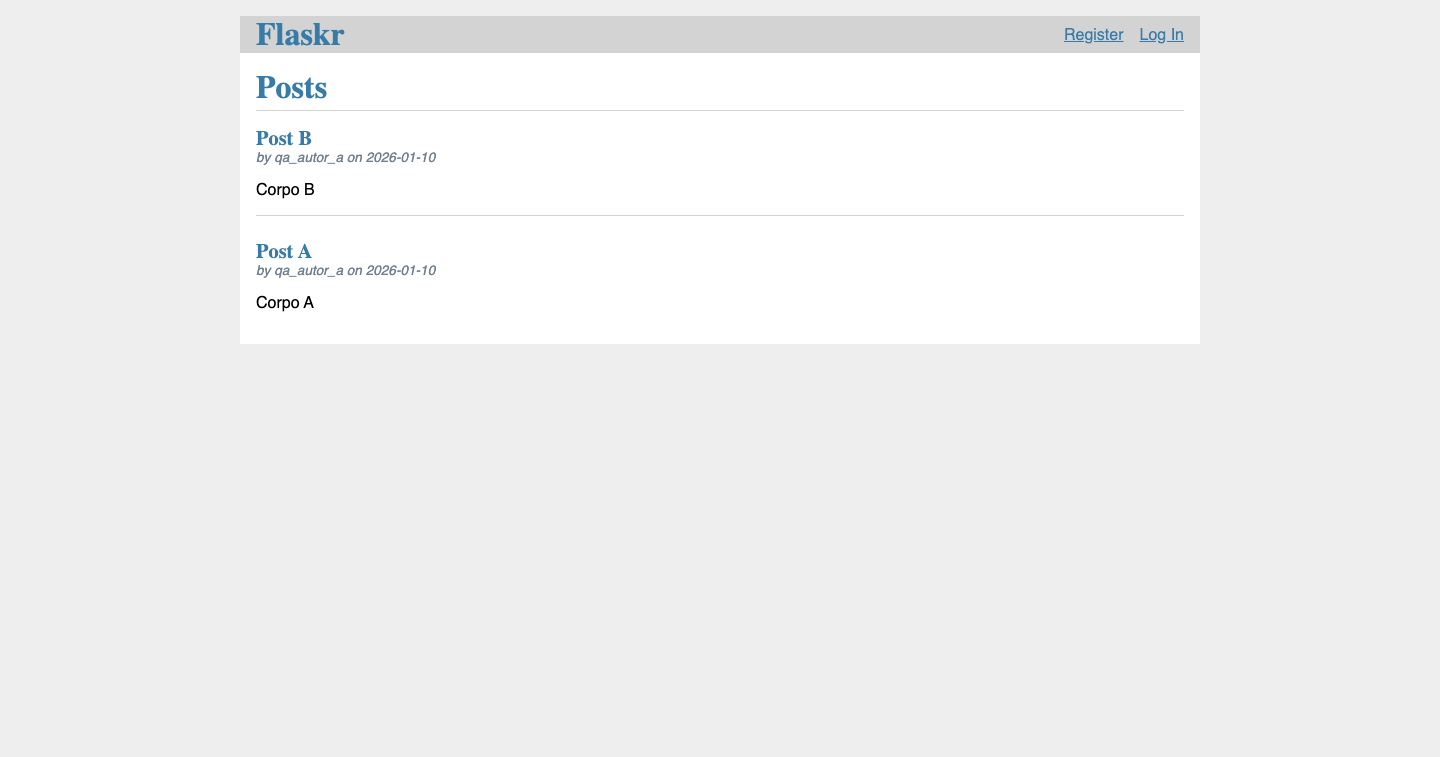 Flaskr
Register Log In
Posts
Post B
by qa_autor_a on 2026-01-10
Corpo B
Post A
by qa_autor_a on 2026-01-10
Corpo A